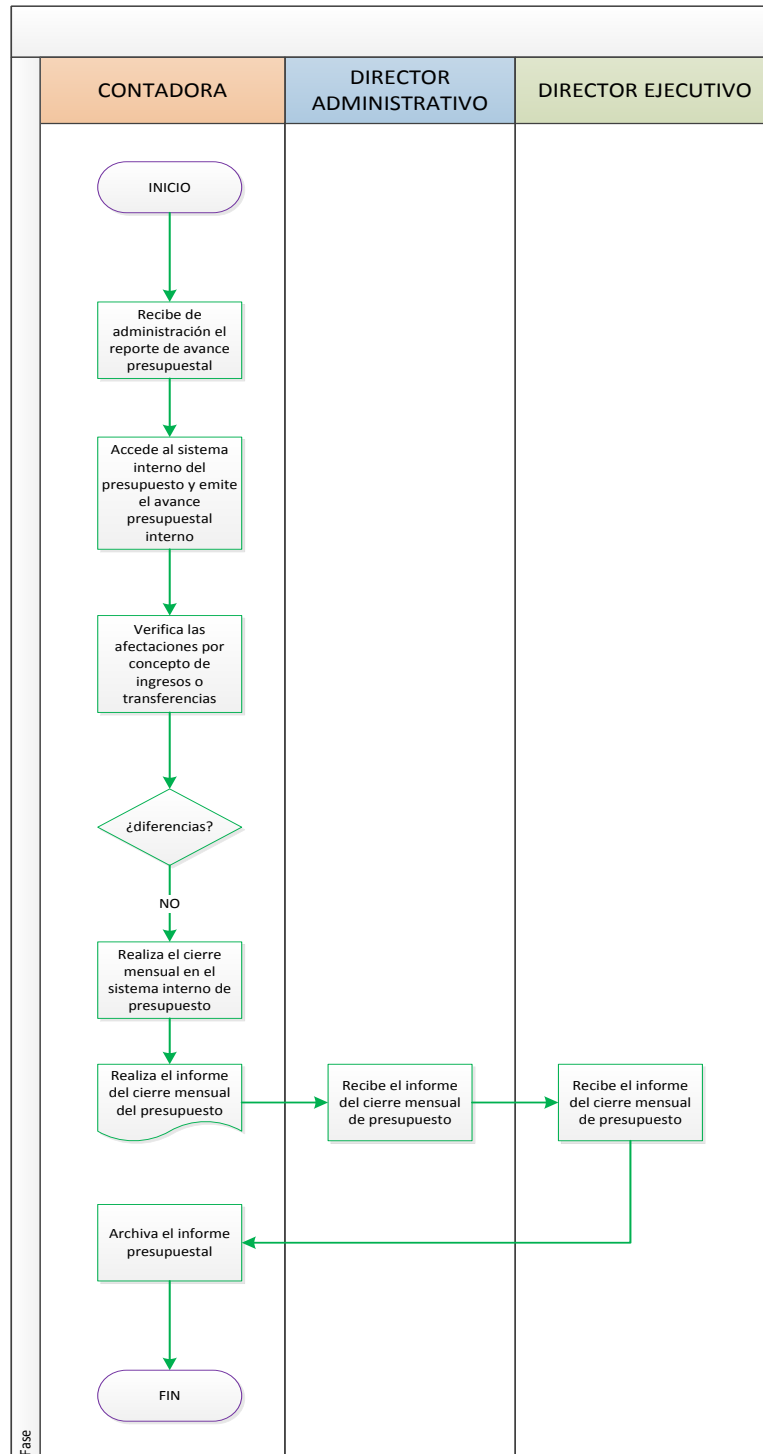 CONTADORA
DIRECTOR
ADMINISTRATIVO
DIRECTOR EJECUTIVO
INICIO
Recibe de
administración el
reporte de avance
presupuestal
Accede al sistema
interno del
presupuesto y emite
el avance
presupuestal
interno
Verifica las
afectaciones por
concepto de
ingresos o
transferencias
¿diferencias?
NO
Realiza el cierre
mensual en el
sistema interno de
presupuesto
Realiza el informe
del cierre mensual
del presupuesto
Recibe el informe
del cierre mensual
de presupuesto
Recibe el informe
del cierre mensual
de presupuesto
Archiva el informe
presupuestal
FIN
Fase